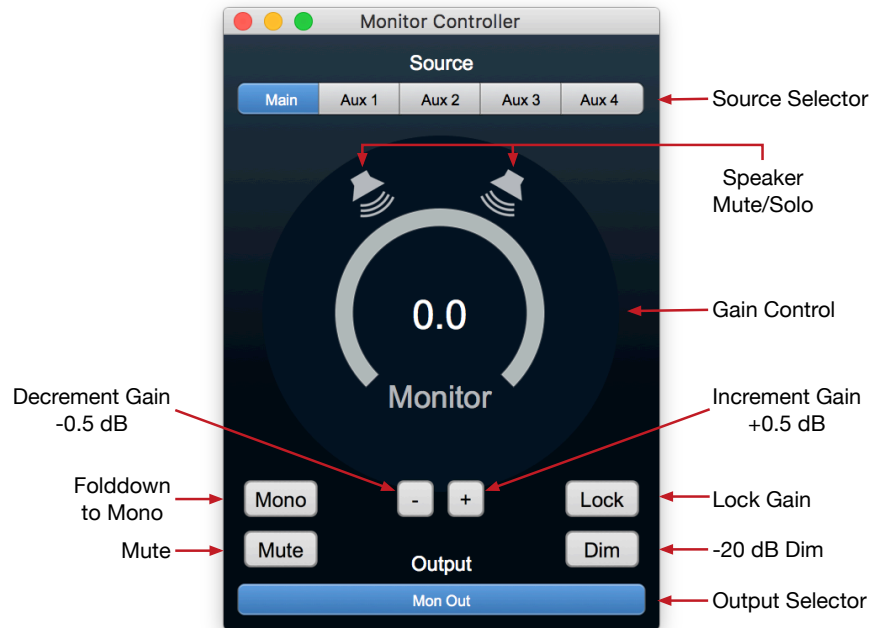 Monitor Controller
Source
Main Aux 1 Aux 2 Aux 3 Aux 4
Source Selector
Speaker
Mute/Solo
0.0
Gain Control
Monitor
Decrement Gain
-0.5 dB
Increment Gain
+0.5 dB
Folddown
to Mono
Mono - + Lock
Lock Gain
Mute
Mute
Dim
-20 dB Dim
Output
Mon Out
Output Selector